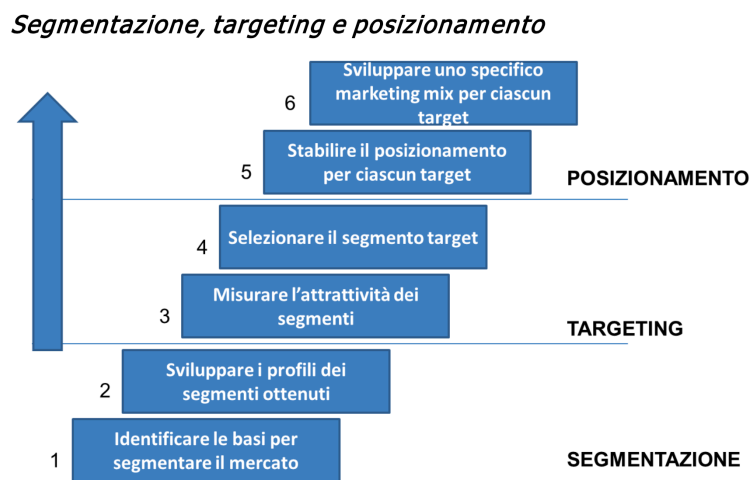 Segmentazione, targeting e posizionamento
6
Sviluppare uno specifico
marketing mix per ciascun
target
5
Stabilire il posizionamento
per ciascun target
POSIZIONAMENTO
4
Selezionare il segmento target
3
Misurare l'attrattività dei
segmenti
TARGETING
2
Sviluppare i profili dei
segmenti ottenuti
1
Identificare le basi per
segmentare il mercato
SEGMENTAZIONE